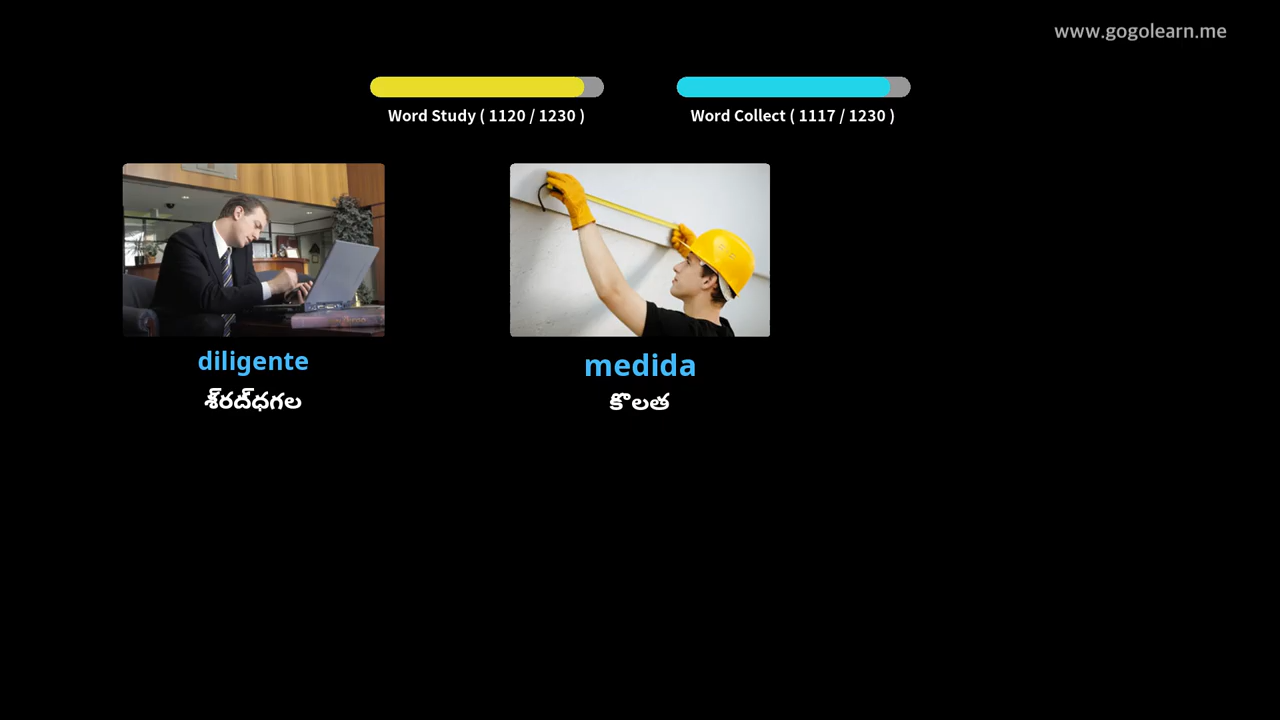 www.gogolearn.me
Word Study ( 1120 / 1230 )
Word Collect ( 1117 / 1230 )
diligente
శ్రద్ధగల
medida
కొలత